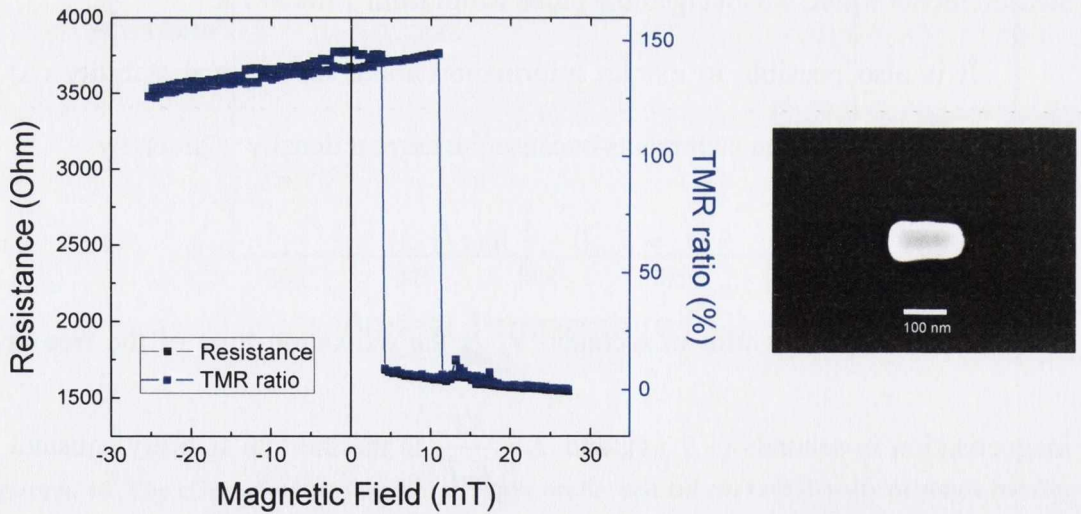 4000
3500
3000
2500
2000
1500
Resistance (Ohm)
150
100
50
0
TMR ratio (%)
Resistance
TMR ratio
-30 -20 -10 0 10 20 30
Magnetic Field (mT)
100 nm